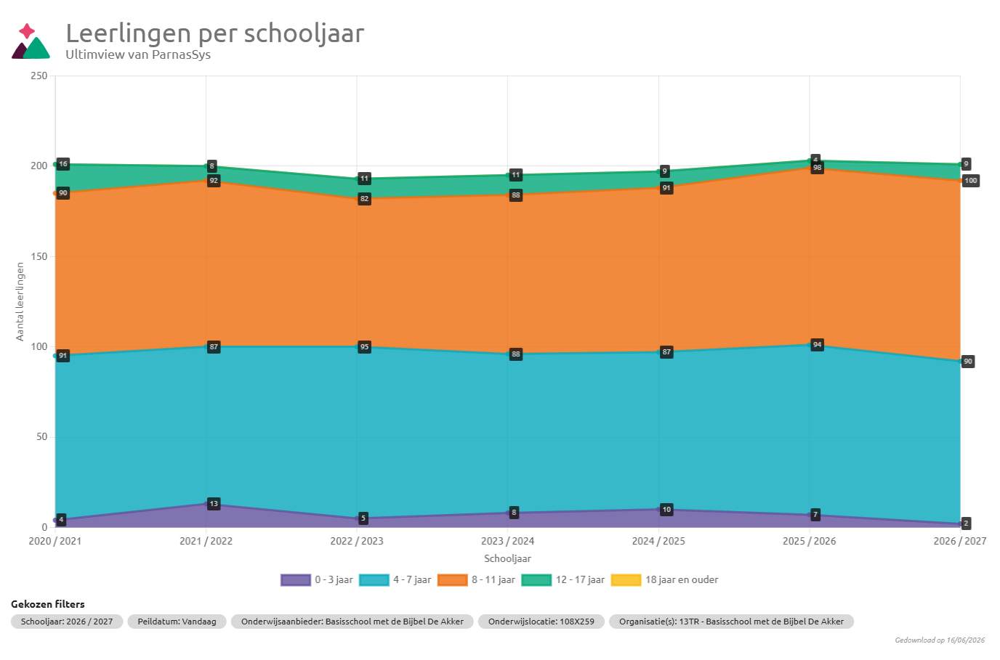 Leerlingen per schooljaar
Ultimview van ParnasSys
250
200
150
100
50
0
Aantal leerlingen
16 8 11 11 9 4 9
90 92 82 88 91 98 100
91 87 95 88 87 94 90
4 13 5 8 10 7 2
2020 / 2021 2021 / 2022 2022 / 2023 2023 / 2024 2024 / 2025 2025 / 2026 2026 / 2027
Schooljaar
0 - 3 jaar 4 - 7 jaar 8 - 11 jaar 12 - 17 jaar 18 jaar en ouder
Gekozen filters
Schooljaar: 2026 / 2027 Peildatum: Vandaag Onderwijsaanbieder: Basisschool met de Bijbel De Akker Onderwijslocatie: 108X259 Organisatie(s): 13TR - Basisschool met de Bijbel De Akker
Gedownload op 16/06/2026